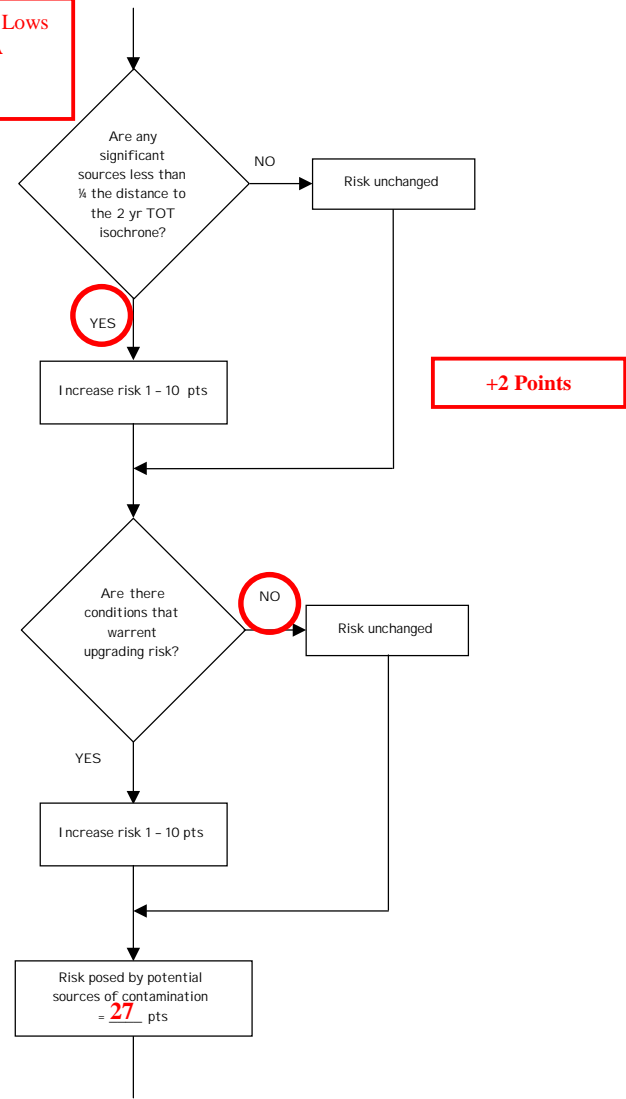 Lows
Are any
significant
sources less than
¼ the distance to
the 2 yr TOT
isochrone?
NO
Risk unchanged
YES
Increase risk 1 – 10 pts
+2 Points
Are there
conditions that
warrent
upgrading risk?
NO
Risk unchanged
YES
Increase risk 1 – 10 pts
Risk posed by potential
sources of contamination
= 27 pts